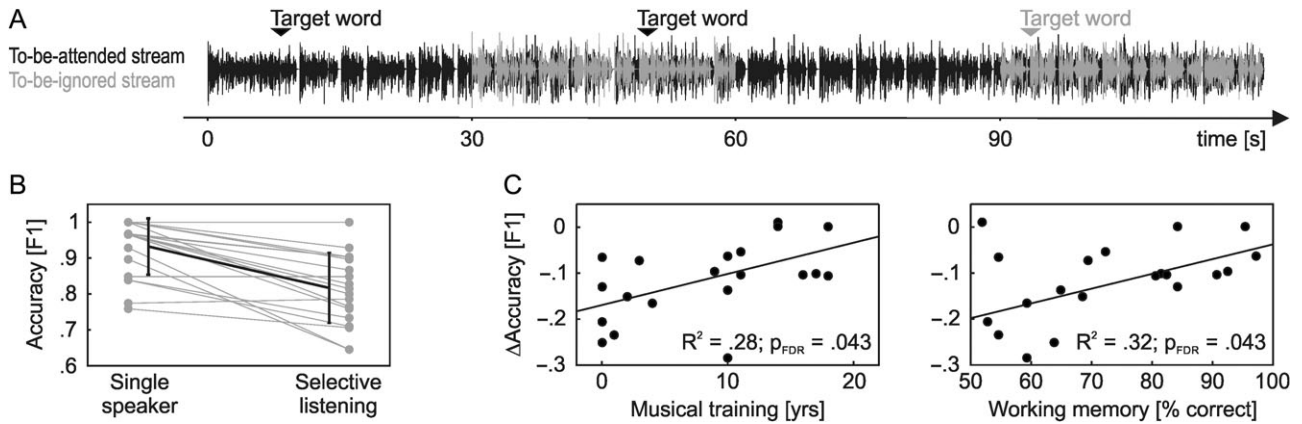 A
Target word
Target word
Target word
To-be-attended stream
To-be-ignored stream
0
30
60
90
time [s]
B
Accuracy [F1]
1
.9
.8
.7
.6
Single
speaker
Selective
listening
C
ΔAccuracy [F1]
0
−.1
−.2
−.3
R² = .28; pFDR = .043
0
10
20
Musical training [yrs]
0
−.1
−.2
−.3
R² = .32; pFDR = .043
50
60
70
80
90
100
Working memory [% correct]